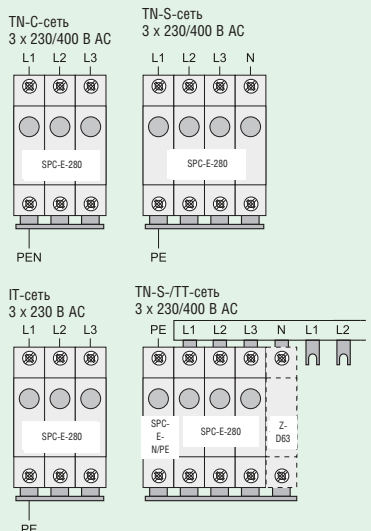 TN-C-сеть
3 x 230/400 В AC
L1 L2 L3
SPC-E-280
PEN
TN-S-сеть
3 x 230/400 В AC
L1 L2 L3 N
SPC-E-280
PE
IT-сеть
3 x 230 В AC
L1 L2 L3
SPC-E-280
PE
TN-S-/TT-сеть
3 x 230/400 В AC
PE L1 L2 L3 N L1 L2
SPC-
E-
N/PE
SPC-E-280
Z-
D63